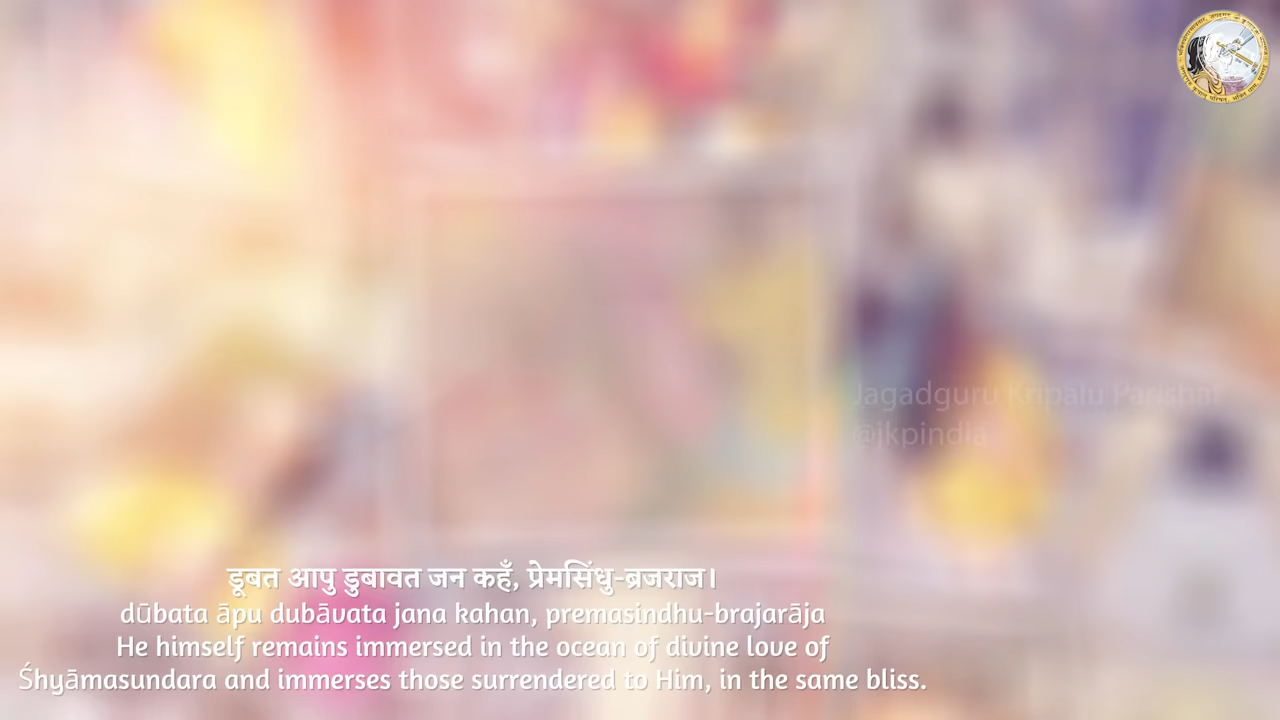 Jagadguru Kripalu Parishat
@jkpindia
डूबत आपु डुबावत जन कहँ, प्रेमसिंधु-ब्रजराज।
dūbata āpu dubāvata jana kahan, premasindhu-brajarāja
He himself remains immersed in the ocean of divine love of
Śhyāmasundara and immerses those surrendered to Him, in the same bliss.